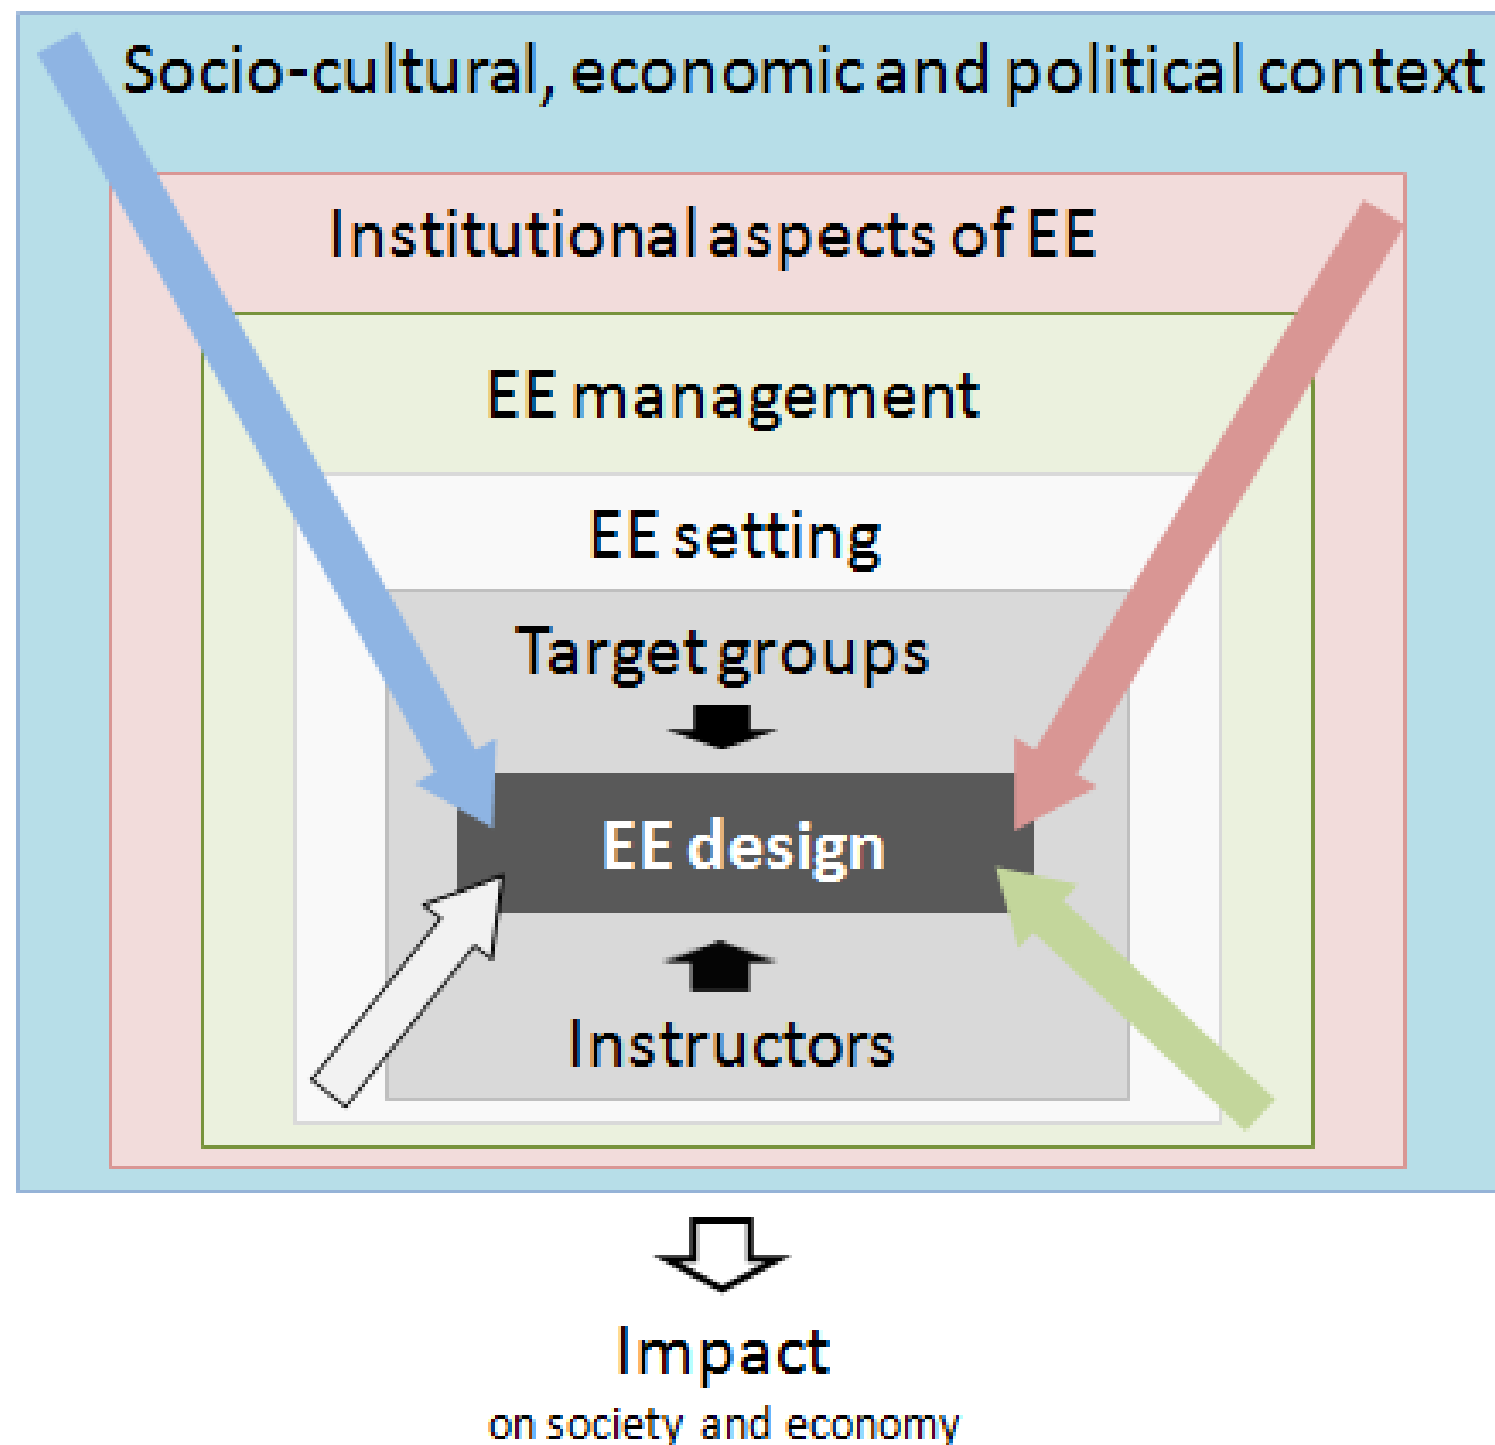 Socio-cultural, economic and political context
Institutional aspects of EE
EE management
EE setting
Target groups
EE design
Instructors
Impact
on society and economy